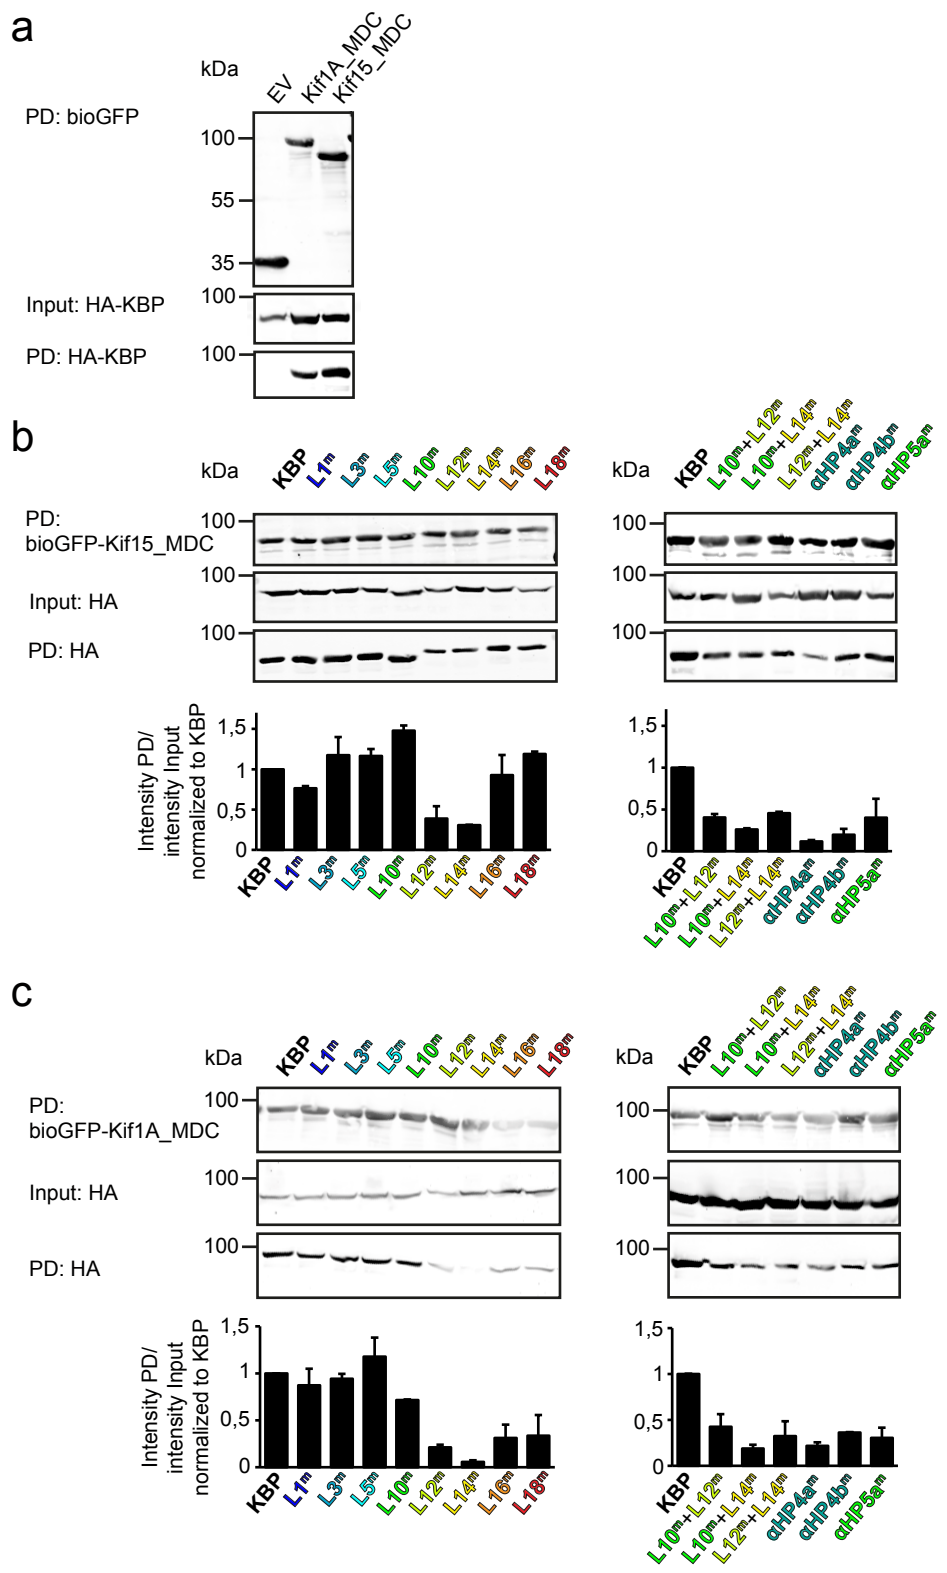 a
kDa
EV
Kif1A_MDC
Kif15_MDC
PD: bioGFP
100
55
35
Input: HA-KBP
100
PD: HA-KBP
100
b
kDa
KBP
L1ᵐ
L3ᵐ
L5ᵐ
L10ᵐ
L12ᵐ
L14ᵐ
L16ᵐ
L18ᵐ
kDa
KBP
L10ᵐ+L12ᵐ
L10ᵐ+L14ᵐ
L12ᵐ+L14ᵐ
αHP4aᵐ
αHP4bᵐ
αHP5aᵐ
PD:
bioGFP-Kif15_MDC
100
100
Input: HA
100
100
PD: HA
100
100
Intensity PD/
intensity Input
normalized to KBP
1,5
1
0,5
0
KBP
L1ᵐ
L3ᵐ
L5ᵐ
L10ᵐ
L12ᵐ
L14ᵐ
L16ᵐ
L18ᵐ
1,5
1
0,5
0
KBP
L10ᵐ+L12ᵐ
L10ᵐ+L14ᵐ
L12ᵐ+L14ᵐ
αHP4aᵐ
αHP4bᵐ
αHP5aᵐ
c
kDa
KBP
L1ᵐ
L3ᵐ
L5ᵐ
L10ᵐ
L12ᵐ
L14ᵐ
L16ᵐ
L18ᵐ
kDa
KBP
L10ᵐ+L12ᵐ
L10ᵐ+L14ᵐ
L12ᵐ+L14ᵐ
αHP4aᵐ
αHP4bᵐ
αHP5aᵐ
PD:
bioGFP-Kif1A_MDC
100
100
Input: HA
100
100
PD: HA
100
100
Intensity PD/
intensity Input
normalized to KBP
1,5
1
0,5
0
KBP
L1ᵐ
L3ᵐ
L5ᵐ
L10ᵐ
L12ᵐ
L14ᵐ
L16ᵐ
L18ᵐ
1,5
1
0,5
0
KBP
L10ᵐ+L12ᵐ
L10ᵐ+L14ᵐ
L12ᵐ+L14ᵐ
αHP4aᵐ
αHP4bᵐ
αHP5aᵐ